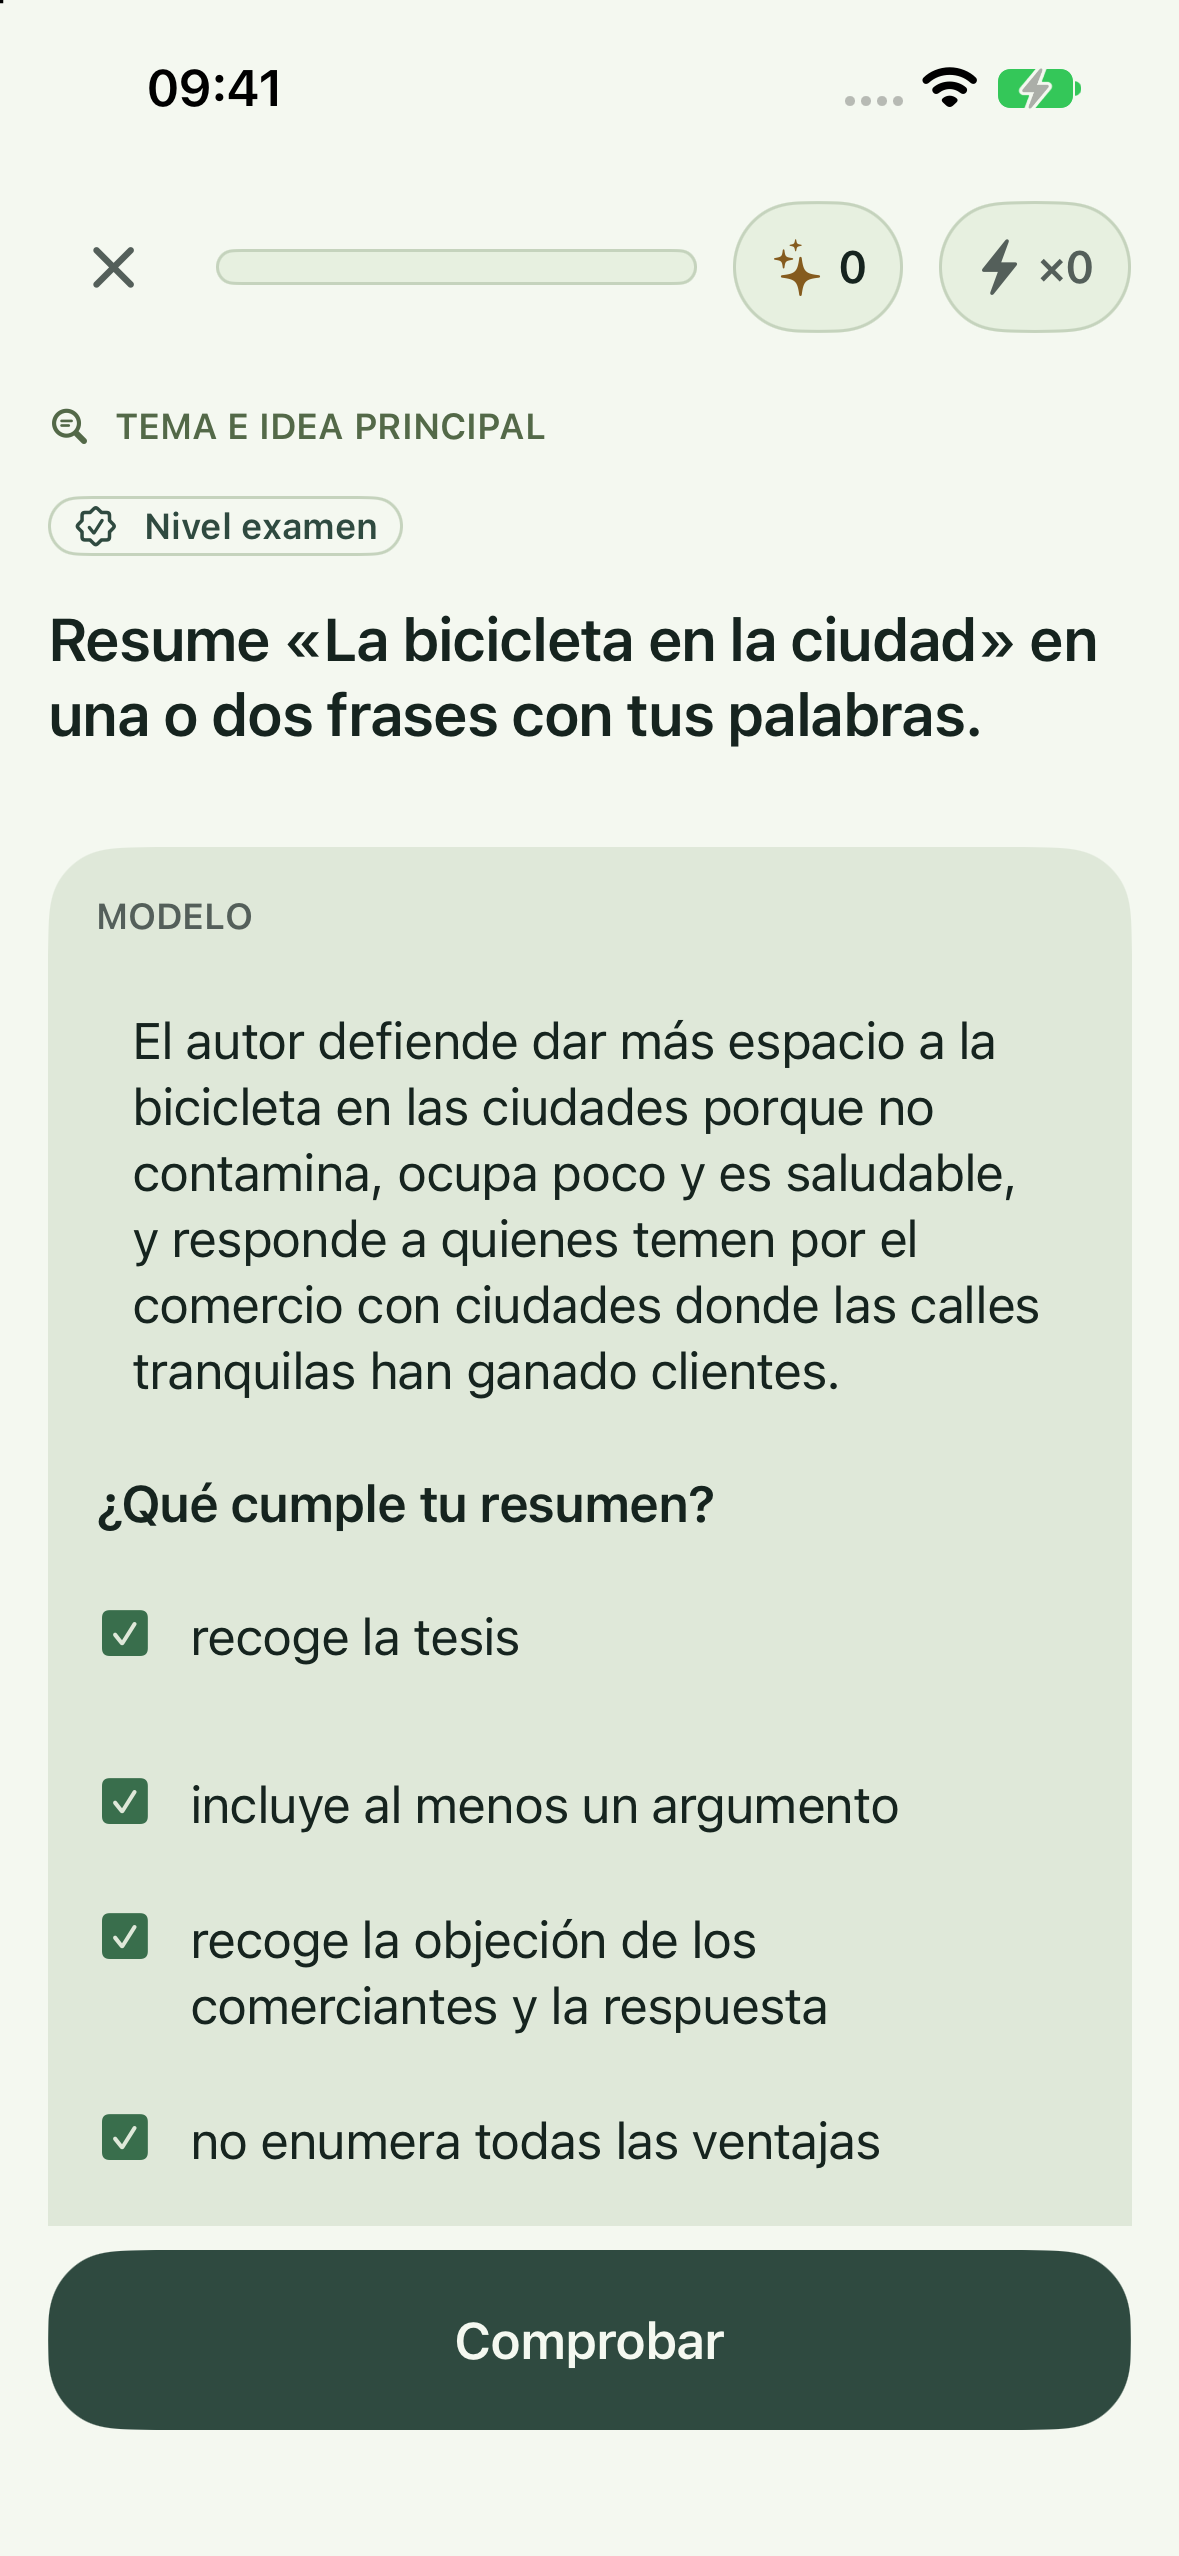 09:41
0
×0
TEMA E IDEA PRINCIPAL
Nivel examen
Resume «La bicicleta en la ciudad» en
una o dos frases con tus palabras.
MODELO
El autor defiende dar más espacio a la
bicicleta en las ciudades porque no
contamina, ocupa poco y es saludable,
y responde a quienes temen por el
comercio con ciudades donde las calles
tranquilas han ganado clientes.
¿Qué cumple tu resumen?
recoge la tesis
incluye al menos un argumento
recoge la objeción de los
comerciantes y la respuesta
no enumera todas las ventajas
Comprobar